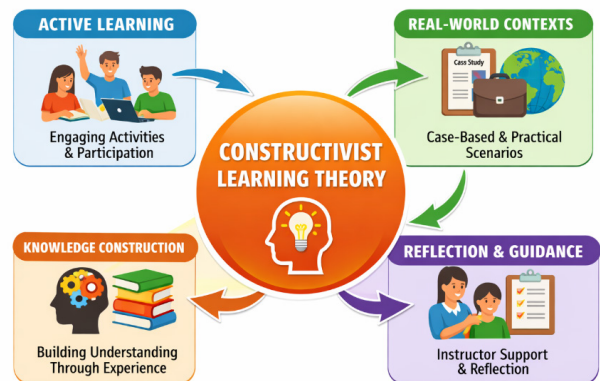 ACTIVE LEARNING
Engaging Activities
& Participation
REAL-WORLD CONTEXTS
Case Study
Case-Based & Practical
Scenarios
CONSTRUCTIVIST
LEARNING THEORY
KNOWLEDGE CONSTRUCTION
Building Understanding
Through Experience
REFLECTION & GUIDANCE
Instructor Support
& Reflection